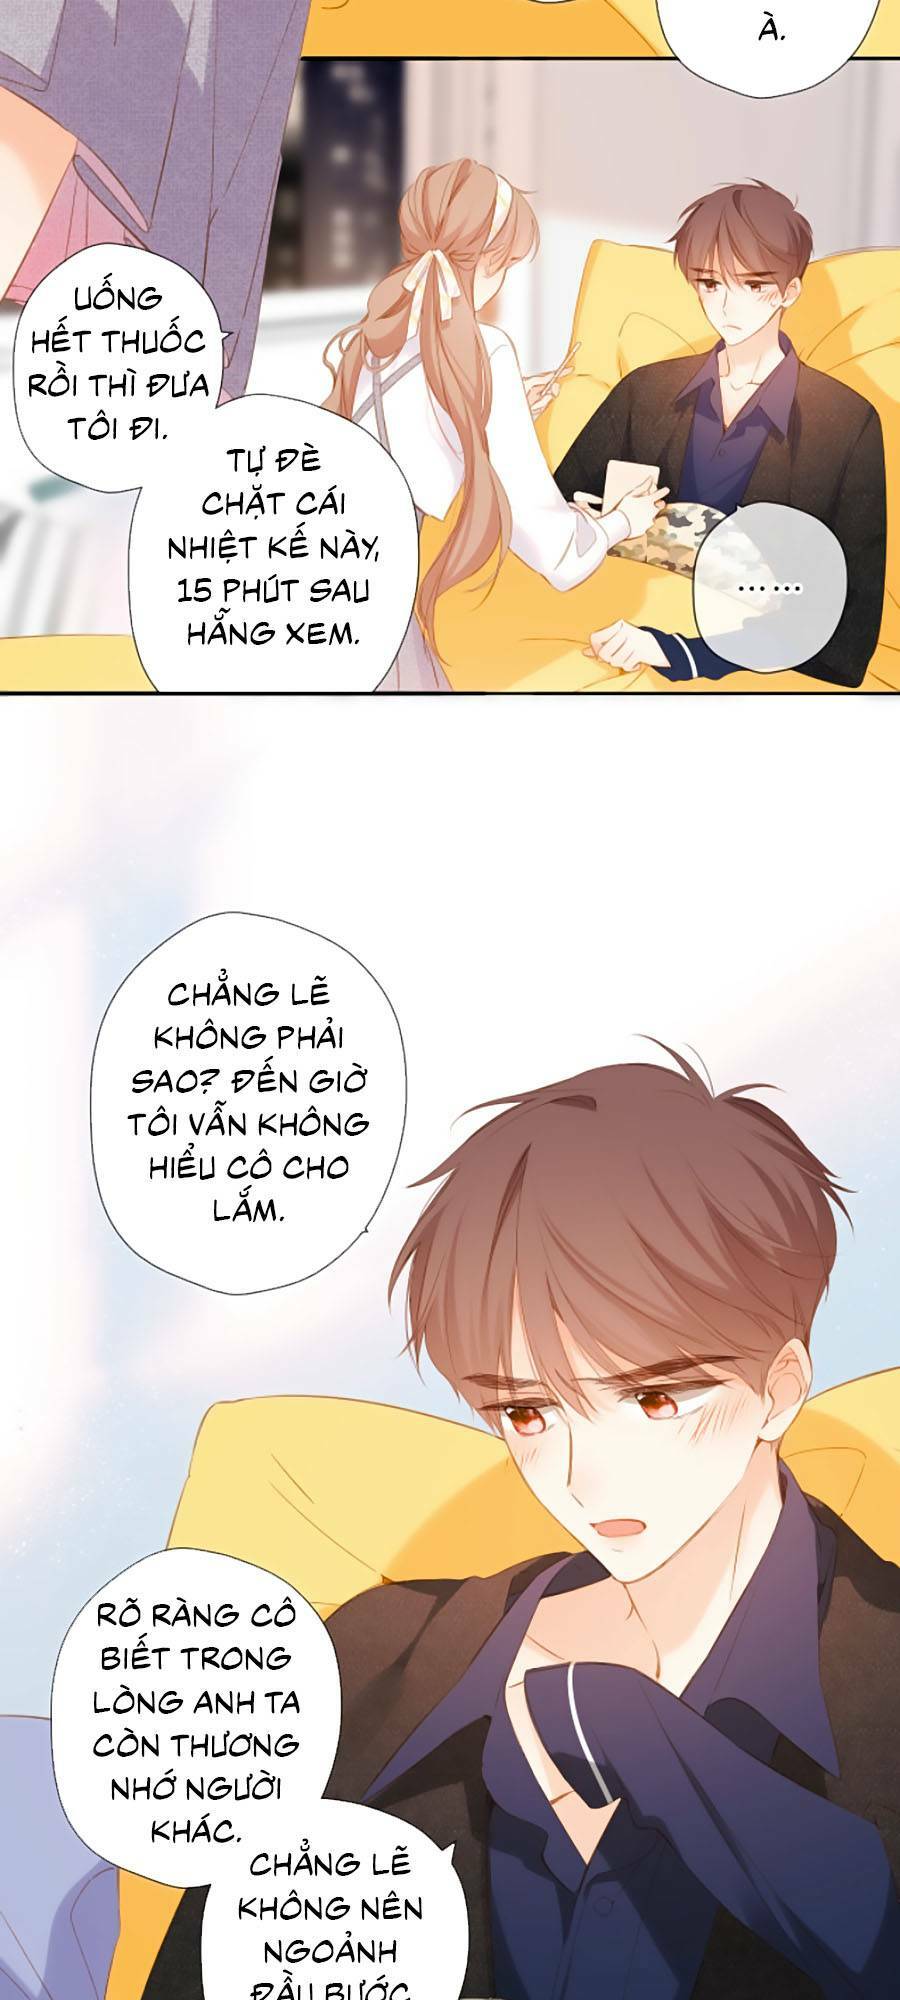 À.
UỐNG
HẾT THUỐC
RỒI THÌ ĐƯA
TÔI ĐI.
TỰ ĐÈ
CHẶT CÁI
NHIỆT KẾ NÀY,
15 PHÚT SAU
HẴNG XEM.
......
CHẲNG LẼ
KHÔNG PHẢI
SAO? ĐẾN GIỜ
TÔI VẪN KHÔNG
HIỂU CÔ CHO
LẮM.
RÕ RÀNG CÔ
BIẾT TRONG
LÒNG ANH TA
CÒN THƯƠNG
NHỚ NGƯỜI
KHÁC.
CHẲNG LẼ
KHÔNG NÊN
NGOẢNH
ĐẦU BƯỚC